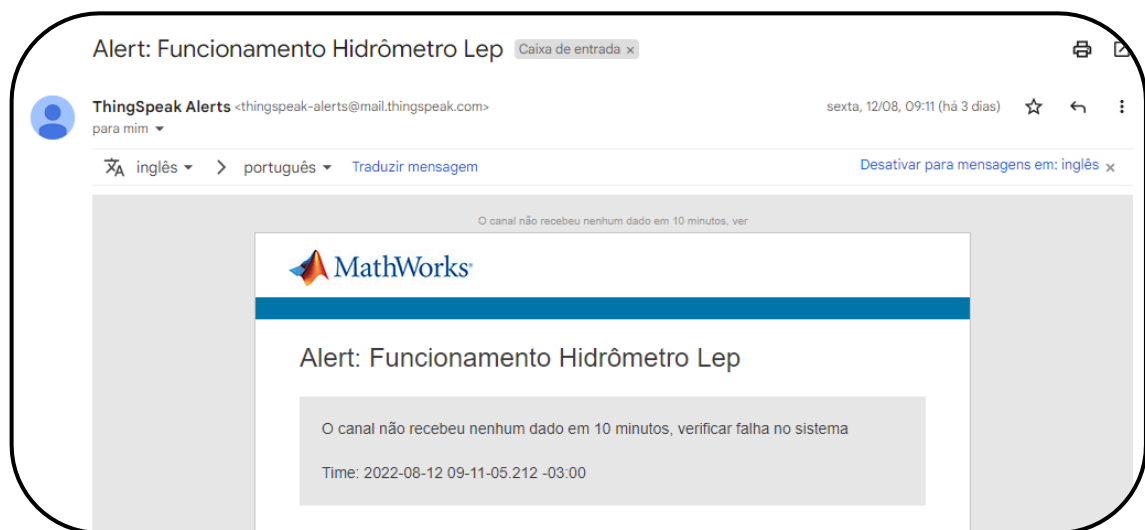 Alert: Funcionamento Hidrômetro Lep Caixa de entrada x
ThingSpeak Alerts <thingspeak-alerts@mail.thingspeak.com> sexta, 12/08, 09:11 (há 3 dias)
para mim
inglês > português Traduzir mensagem Desativar para mensagens em: inglês x
O canal não recebeu nenhum dado em 10 minutos, ver
MathWorks®
Alert: Funcionamento Hidrômetro Lep
O canal não recebeu nenhum dado em 10 minutos, verificar falha no sistema
Time: 2022-08-12 09-11-05.212 -03:00